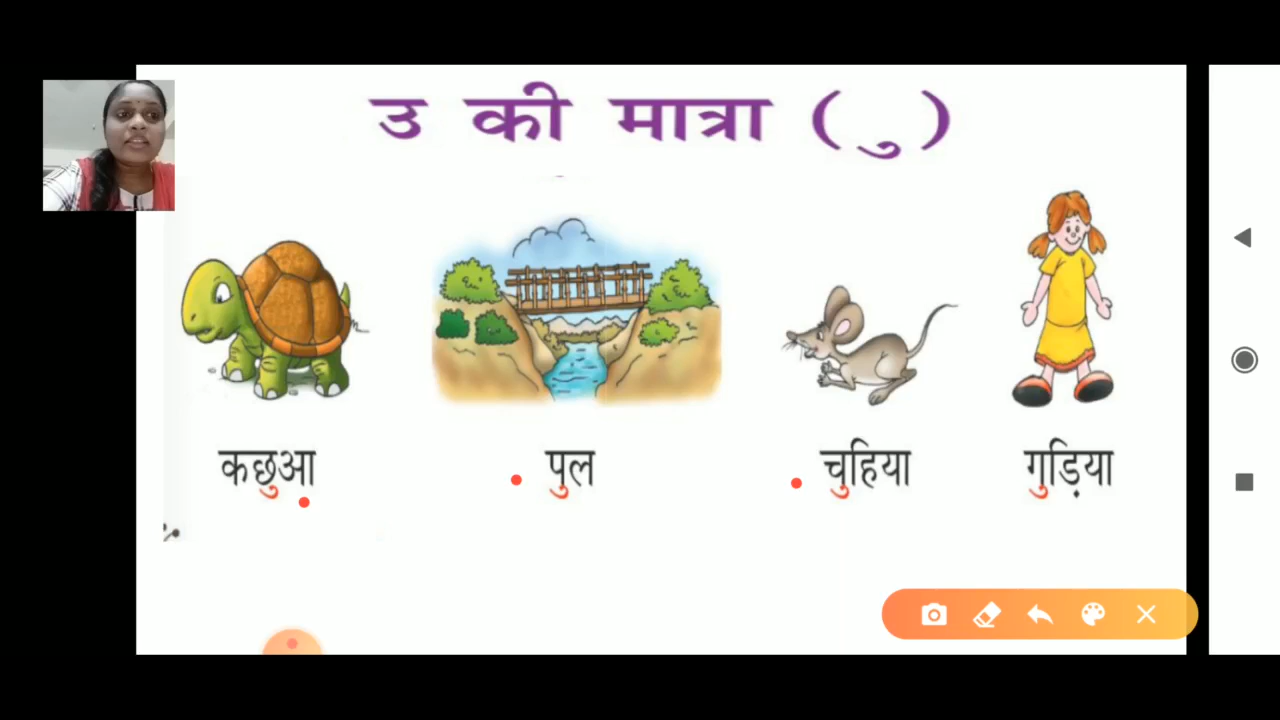 उ की मात्रा ( ु )
कछुआ पुल चुहिया गुड़िया